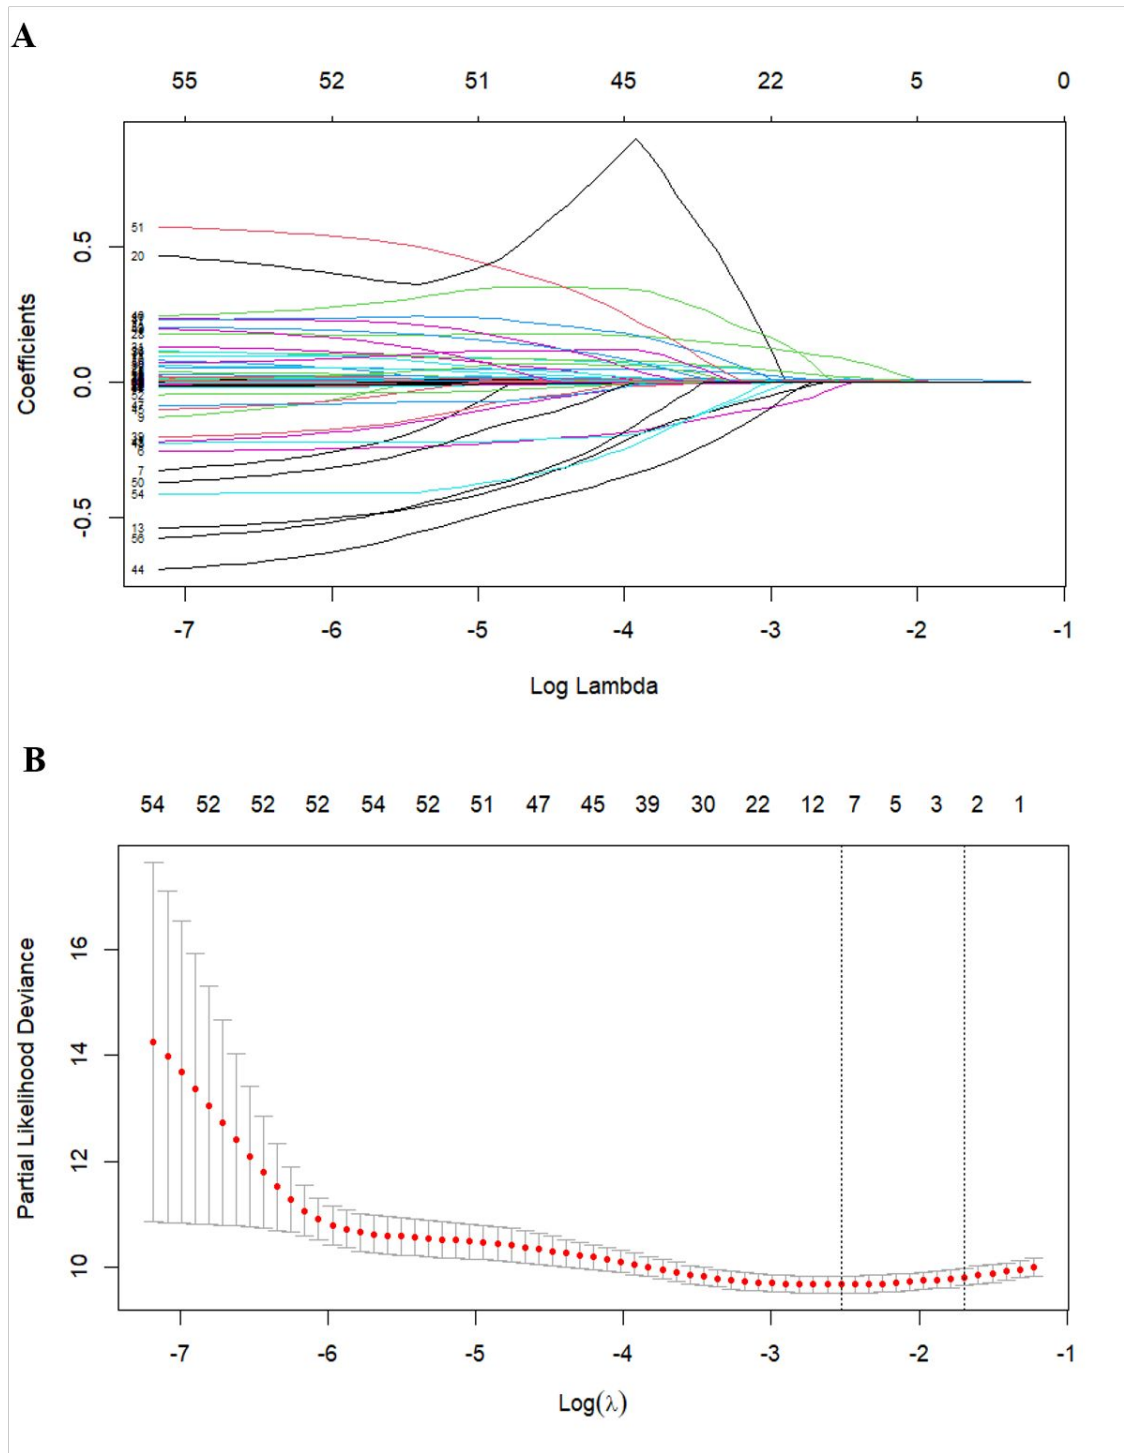 A
55 52 51 45 22 5 0
0.5
0.0
-0.5
Coefficients
51
20
52
9
6
7
50
54
13
56
44
-7 -6 -5 -4 -3 -2 -1
Log Lambda
B
54 52 52 52 54 52 51 47 45 39 30 22 12 7 5 3 2 1
16
14
12
10
Partial Likelihood Deviance
-7 -6 -5 -4 -3 -2 -1
Log(λ)